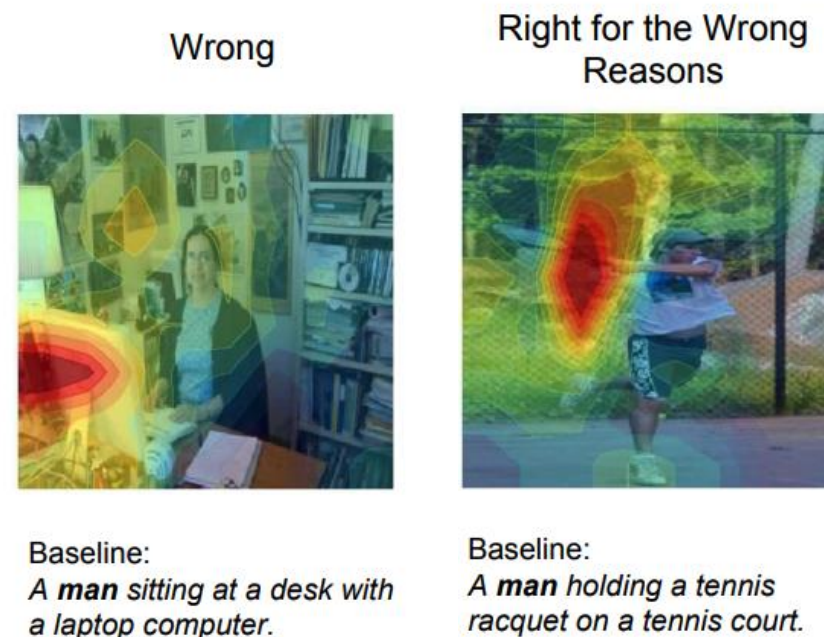 Wrong
Right for the Wrong
Reasons
Baseline:
A man sitting at a desk with
a laptop computer.
Baseline:
A man holding a tennis
racquet on a tennis court.